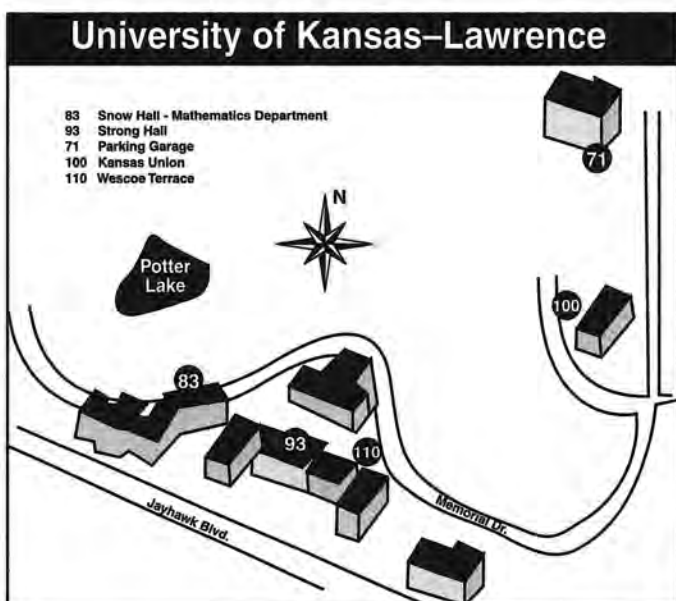 University of Kansas–Lawrence
83 Snow Hall - Mathematics Department
93 Strong Hall
71 Parking Garage
100 Kansas Union
110 Wescoe Terrace
71
N
Potter
Lake
100
83
93
110
Memorial Dr.
Jayhawk Blvd.